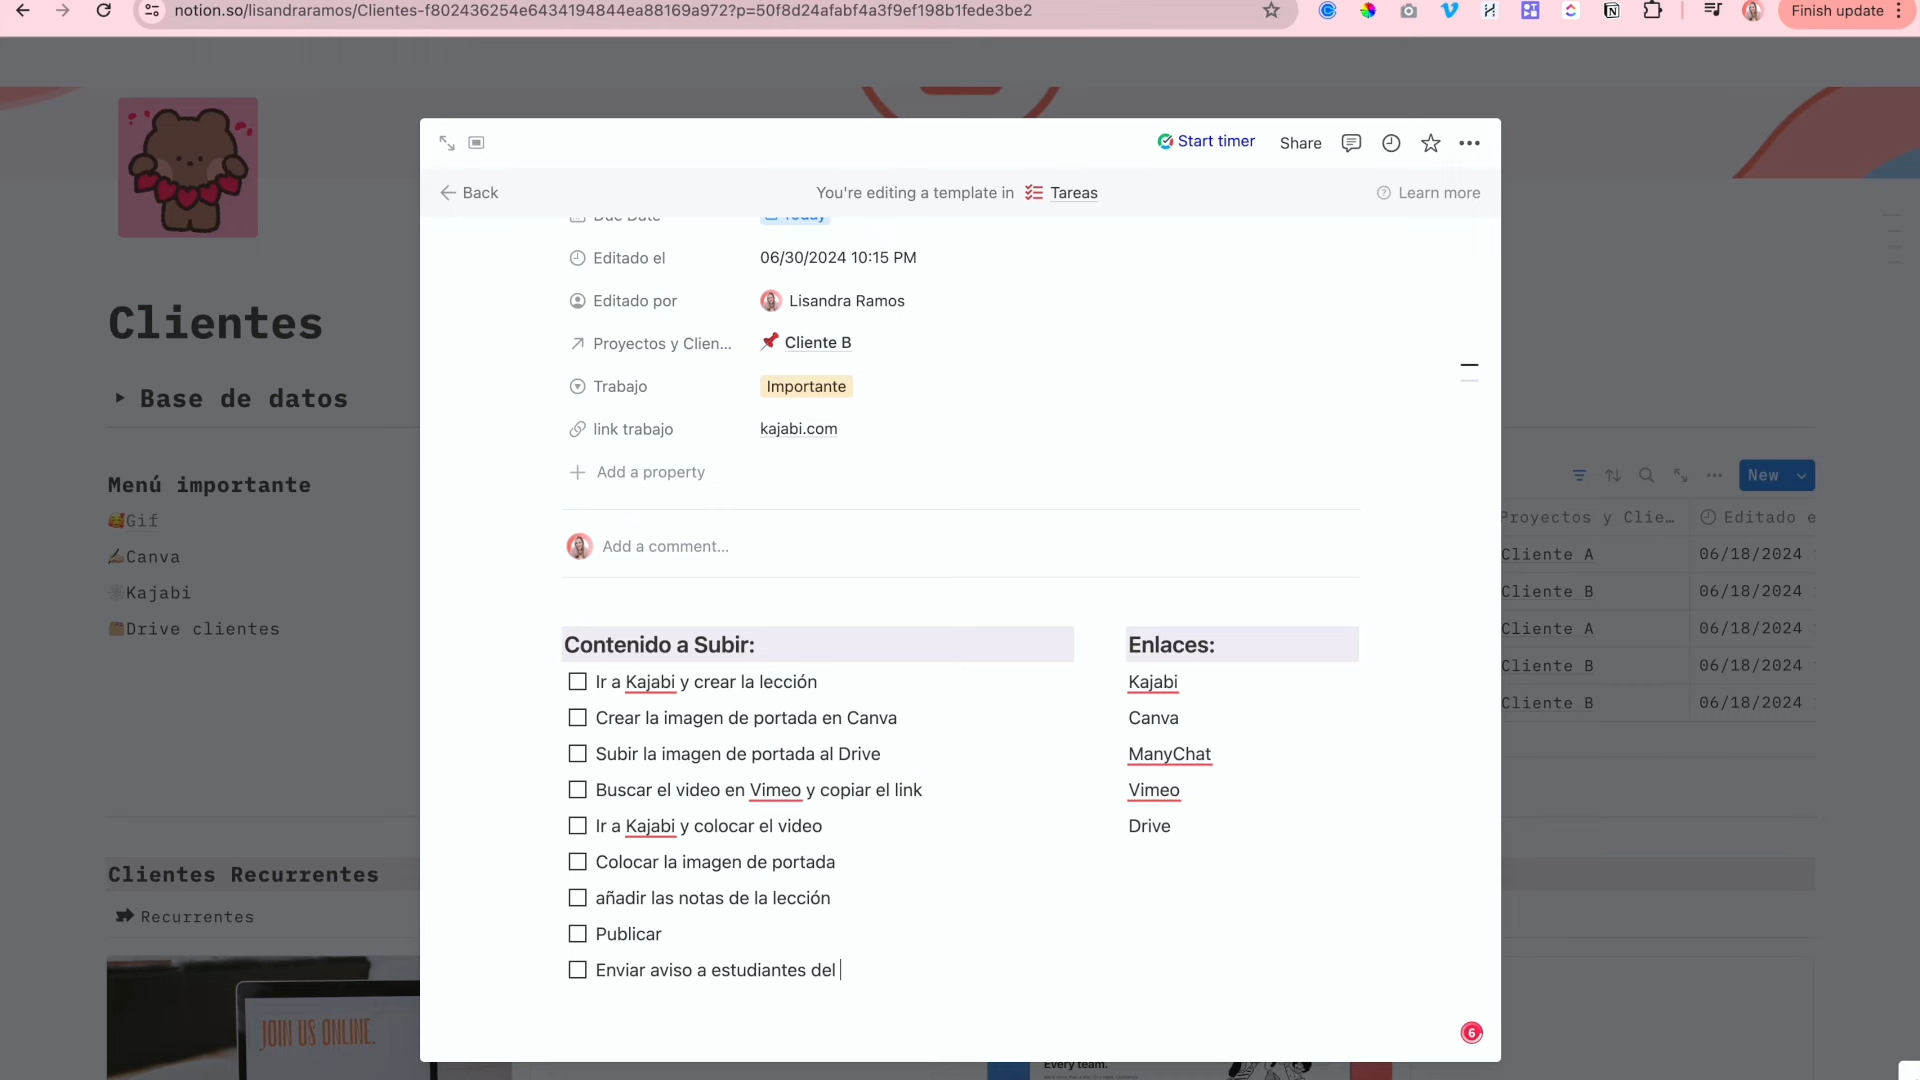 notion.so/lisandraramos/Clientes-f802436254e6434194844ea88169a972?p=50f8d24afabf4a3f9ef198b1fede3be2
Finish update
Start timer
Share
Back
You're editing a template in
Tareas
Learn more
Due Date
Today
Editado el
06/30/2024 10:15 PM
Editado por
Lisandra Ramos
Proyectos y Clien...
Cliente B
Trabajo
Importante
link trabajo
kajabi.com
Add a property
Add a comment...
Contenido a Subir:
Ir a Kajabi y crear la lección
Crear la imagen de portada en Canva
Subir la imagen de portada al Drive
Buscar el video en Vimeo y copiar el link
Ir a Kajabi y colocar el video
Colocar la imagen de portada
añadir las notas de la lección
Publicar
Enviar aviso a estudiantes del
Enlaces:
Kajabi
Canva
ManyChat
Vimeo
Drive
6
Clientes
Base de datos
Menú importante
Gif
Canva
Kajabi
Drive clientes
New
Proyectos y Clie…
Editado e
Cliente A
06/18/2024
Cliente B
06/18/2024
Cliente A
06/18/2024
Cliente B
06/18/2024
Cliente B
06/18/2024
Clientes Recurrentes
Recurrentes
JOIN US ONLINE.
Every team.